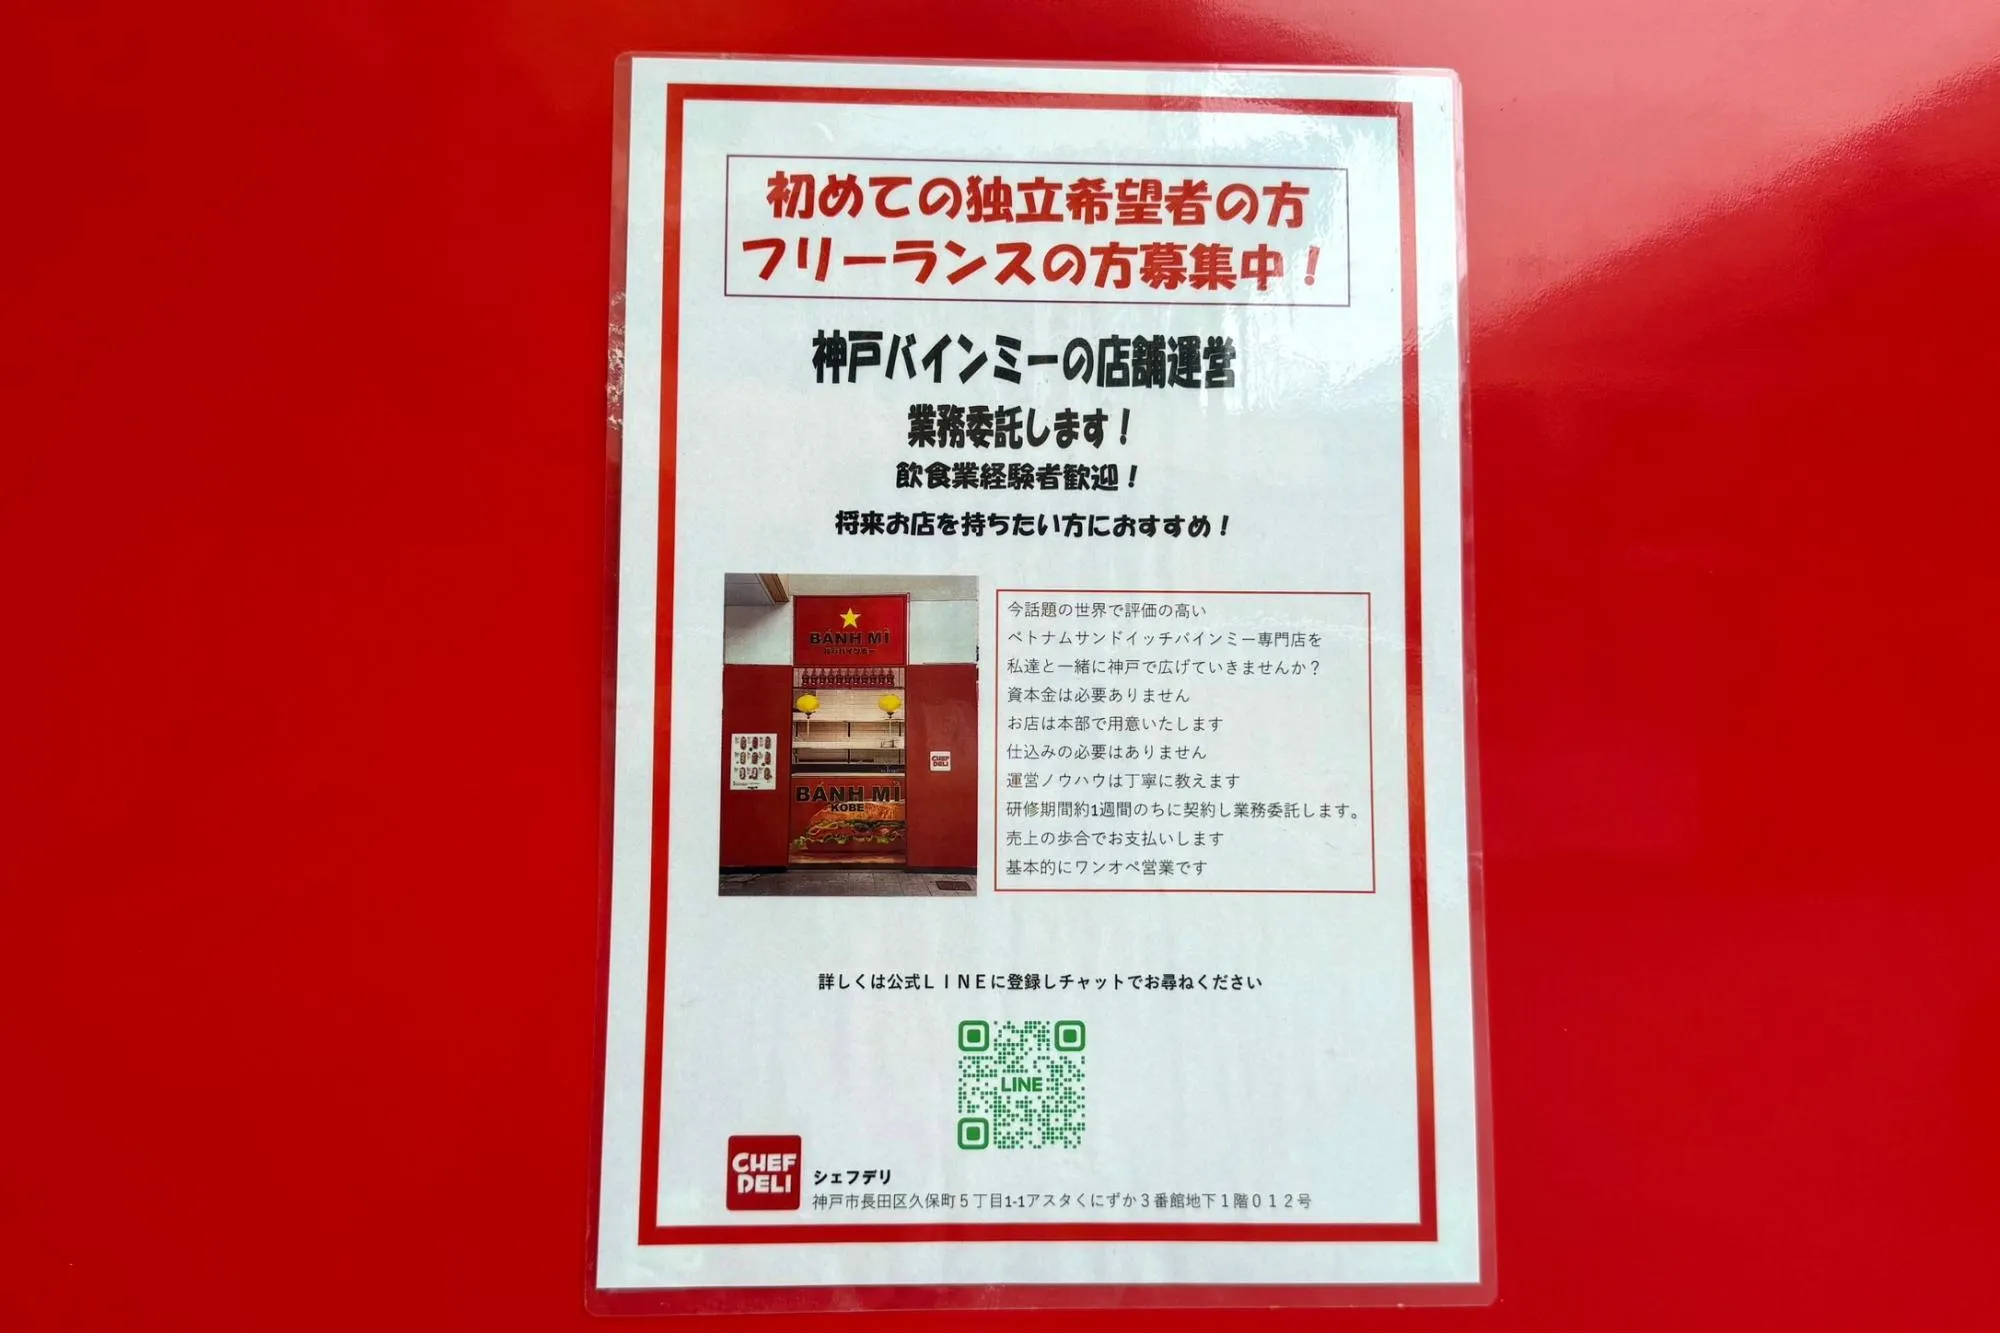 初めての独立希望者の方
フリーランスの方募集中！
神戸バインミーの店舗運営
業務委託します！
飲食業経験者歓迎！
将来お店を持ちたい方におすすめ！
BÁNH MÌ
神戸バインミー
CHEF
DELI
BÁNH MÌ
KOBE
今話題の世界で評価の高い
ベトナムサンドイッチバインミー専門店を
私達と一緒に神戸で広げていきませんか？
資本金は必要ありません
お店は本部で用意いたします
仕込みの必要はありません
運営ノウハウは丁寧に教えます
研修期間約1週間のちに契約し業務委託します。
売上の歩合でお支払いします
基本的にワンオペ営業です
詳しくは公式ＬＩＮＥに登録しチャットでお尋ねください
LINE
CHEF
DELI
シェフデリ
神戸市長田区久保町５丁目1-1アスタくにずか３番館地下１階０１２号